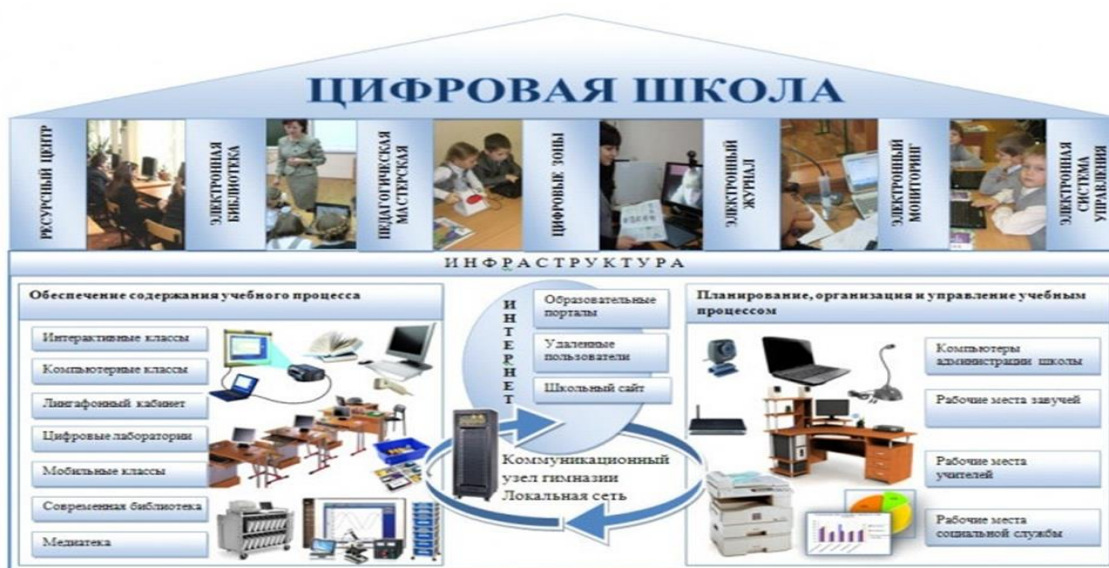 ЦИФРОВАЯ ШКОЛА
РЕСУРСНЫЙ ЦЕНТР
ЭЛЕКТРОННАЯ
БИБЛИОТЕКА
ПЕДАГОГИЧЕСКАЯ
МАСТЕРСКАЯ
ЦИФРОВЫЕ ЗОНЫ
ЭЛЕКТРОННЫЙ
ЖУРНАЛ
ЭЛЕКТРОННЫЙ
МОНИТОРИНГ
ЭЛЕКТРОННАЯ
СИСТЕМА
УПРАВЛЕНИЯ
ИНФРАСТРУКТУРА
Обеспечение содержания учебного процесса
Интерактивные классы
Компьютерные классы
Лингафонный кабинет
Цифровые лаборатории
Мобильные классы
Современная библиотека
Медиатека
ИНТЕРНЕТ
Образовательные
порталы
Удаленные
пользователи
Школьный сайт
Коммуникационный
узел гимназии
Локальная сеть
Планирование, организация и управление учебным
процессом
Компьютеры
администрации школы
Рабочие места завучей
Рабочие места
учителей
Рабочие места
социальной службы